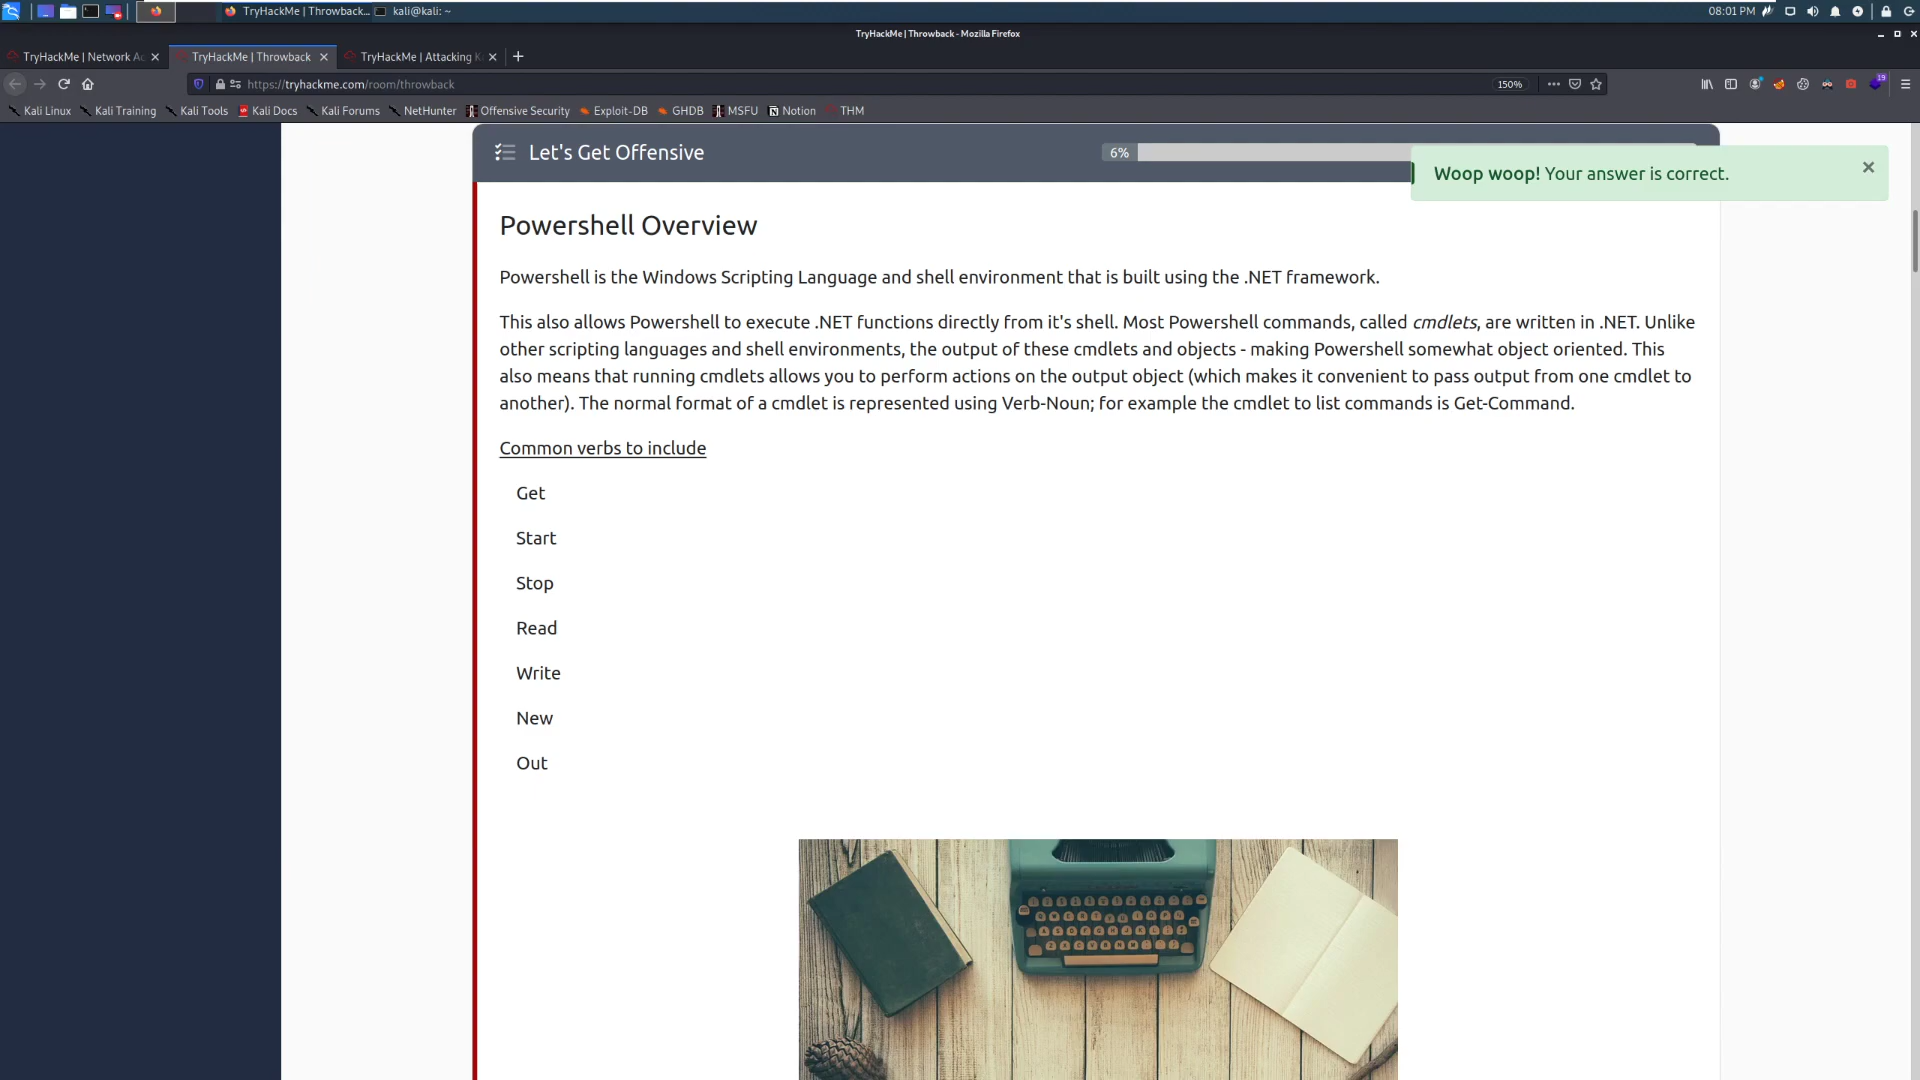 TryHackMe | Throwback... kali@kali: ~ 08:01 PM
TryHackMe | Throwback - Mozilla Firefox
TryHackMe | Network A TryHackMe | Throwback TryHackMe | Attacking K
https://tryhackme.com/room/throwback 150% 19
Kali Linux Kali Training Kali Tools Kali Docs Kali Forums NetHunter Offensive Security Exploit-DB GHDB MSFU Notion THM
Let's Get Offensive 6%
Woop woop! Your answer is correct.
Powershell Overview
Powershell is the Windows Scripting Language and shell environment that is built using the .NET framework.
This also allows Powershell to execute .NET functions directly from it's shell. Most Powershell commands, called cmdlets, are written in .NET. Unlike
other scripting languages and shell environments, the output of these cmdlets and objects - making Powershell somewhat object oriented. This
also means that running cmdlets allows you to perform actions on the output object (which makes it convenient to pass output from one cmdlet to
another). The normal format of a cmdlet is represented using Verb-Noun; for example the cmdlet to list commands is Get-Command.
Common verbs to include
Get
Start
Stop
Read
Write
New
Out